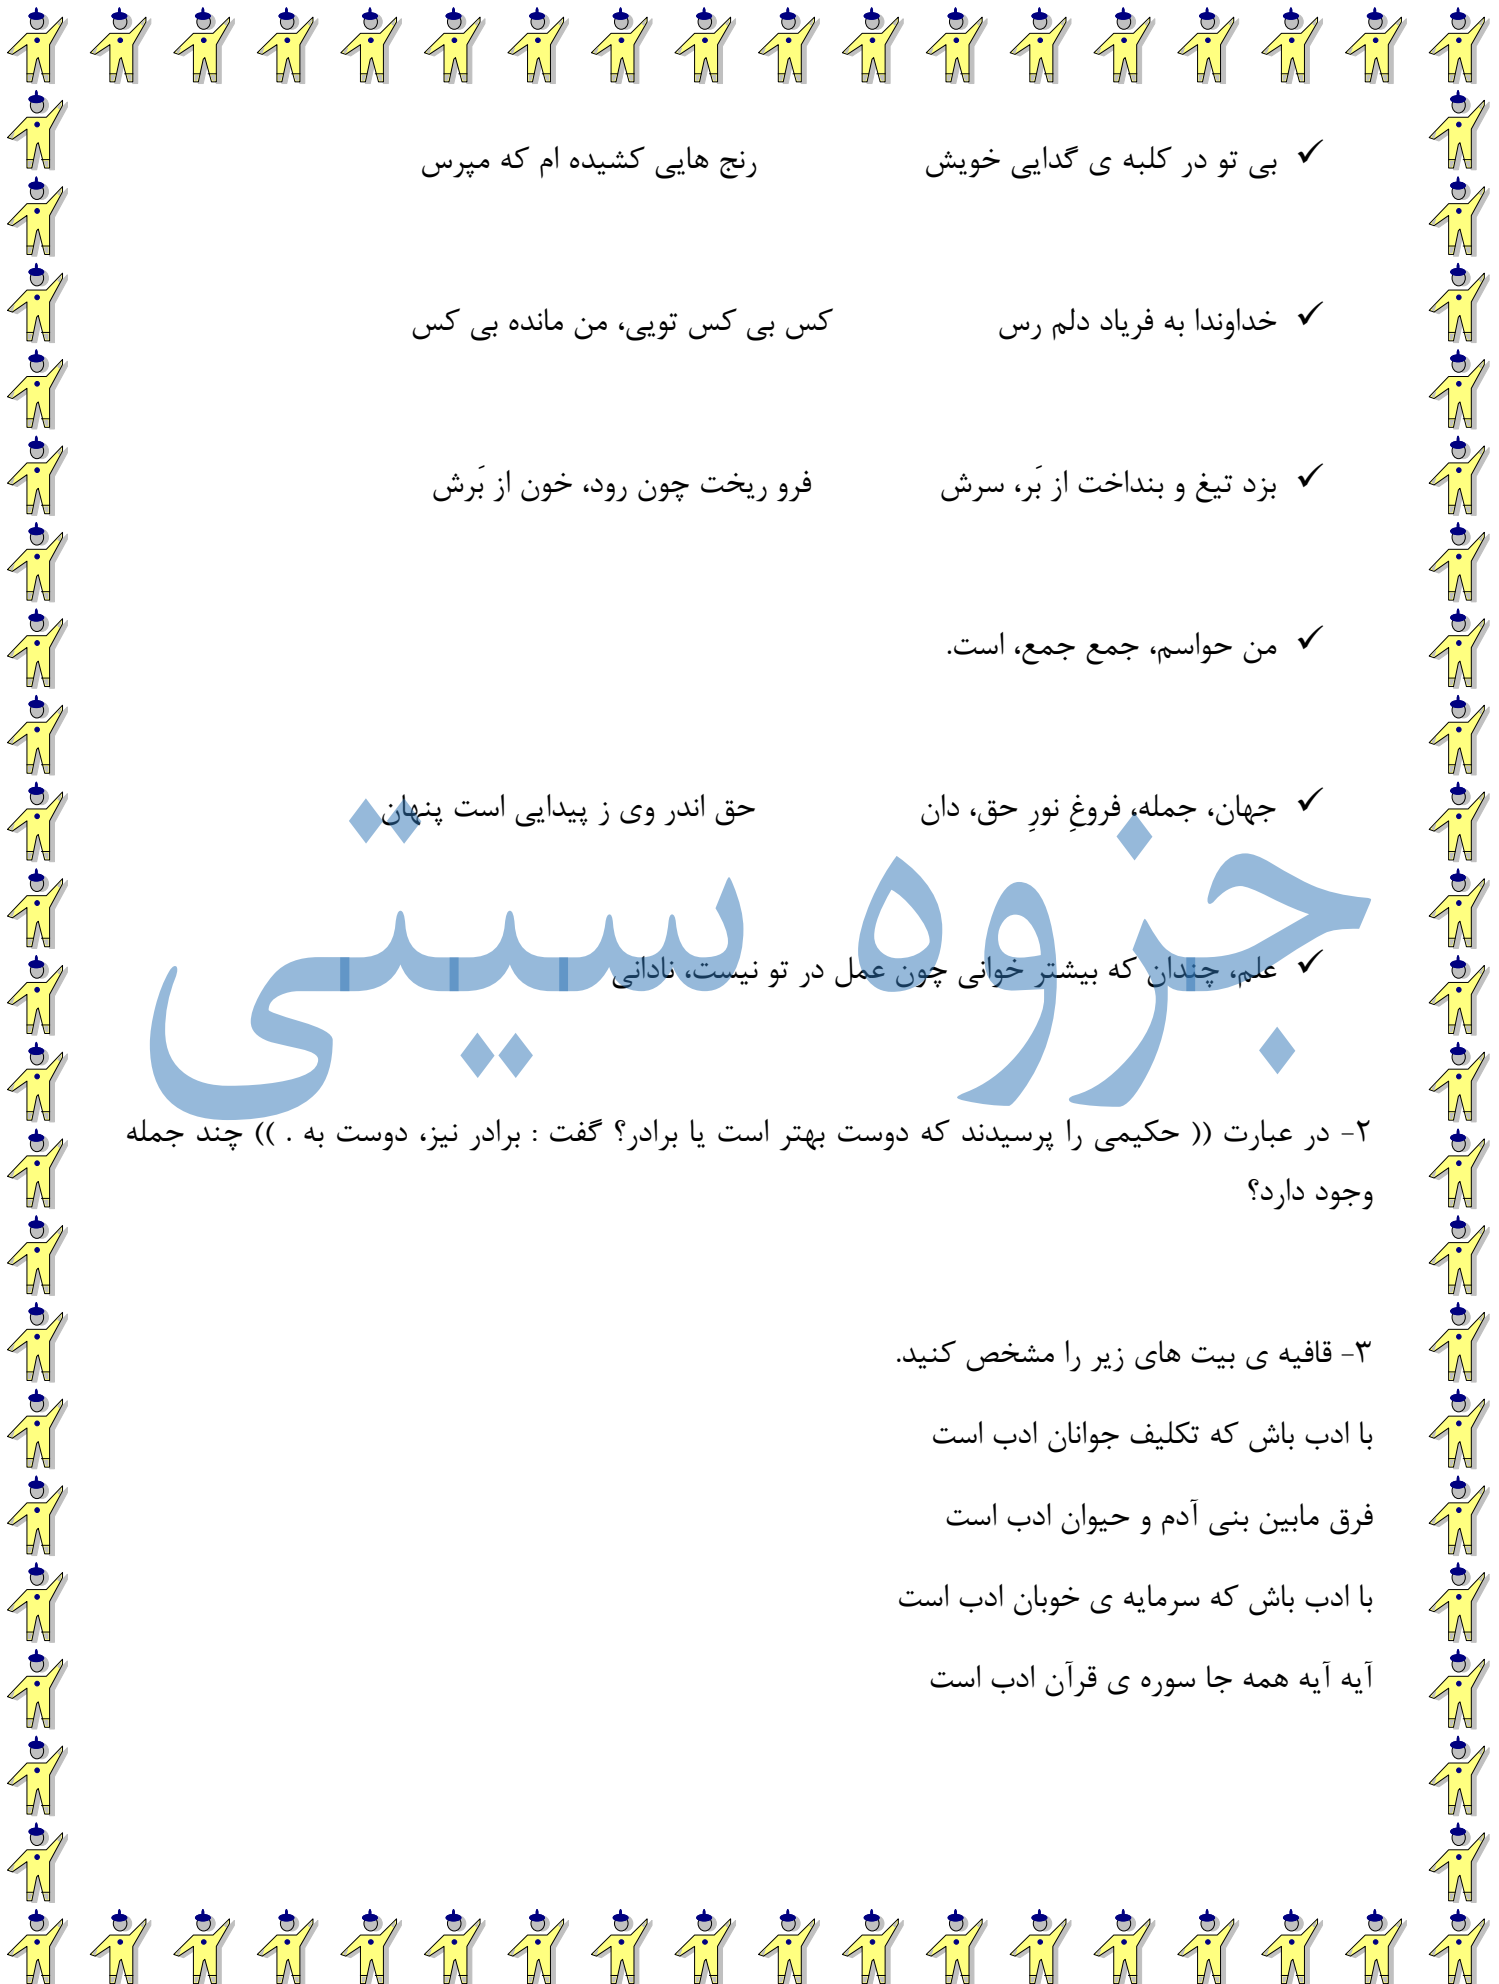 ✓ بی تو در کلبه ی گدایی خویش رنج هایی کشیده ام که مپرس
✓ خداوندا به فریاد دلم رس کس بی کس تویی، من مانده بی کس
✓ بزد تیغ و بنداخت از بَر، سرش فرو ریخت چون رود، خون از بَرش
✓ من حواسم، جمع جمع، است.
✓ جهان، جمله، فروغِ نورِ حق، دان حق اندر وی ز پیدایی است پنهان
✓ علم، چندان که بیشتر خوانی چون عمل در تو نیست، نادانی
جزوه سیتی
۲- در عبارت (( حکیمی را پرسیدند که دوست بهتر است یا برادر؟ گفت : برادر نیز، دوست به . )) چند جمله
وجود دارد؟
۳- قافیه ی بیت های زیر را مشخص کنید.
با ادب باش که تکلیف جوانان ادب است
فرق مابین بنی آدم و حیوان ادب است
با ادب باش که سرمایه ی خوبان ادب است
آیه آیه همه جا سوره ی قرآن ادب است